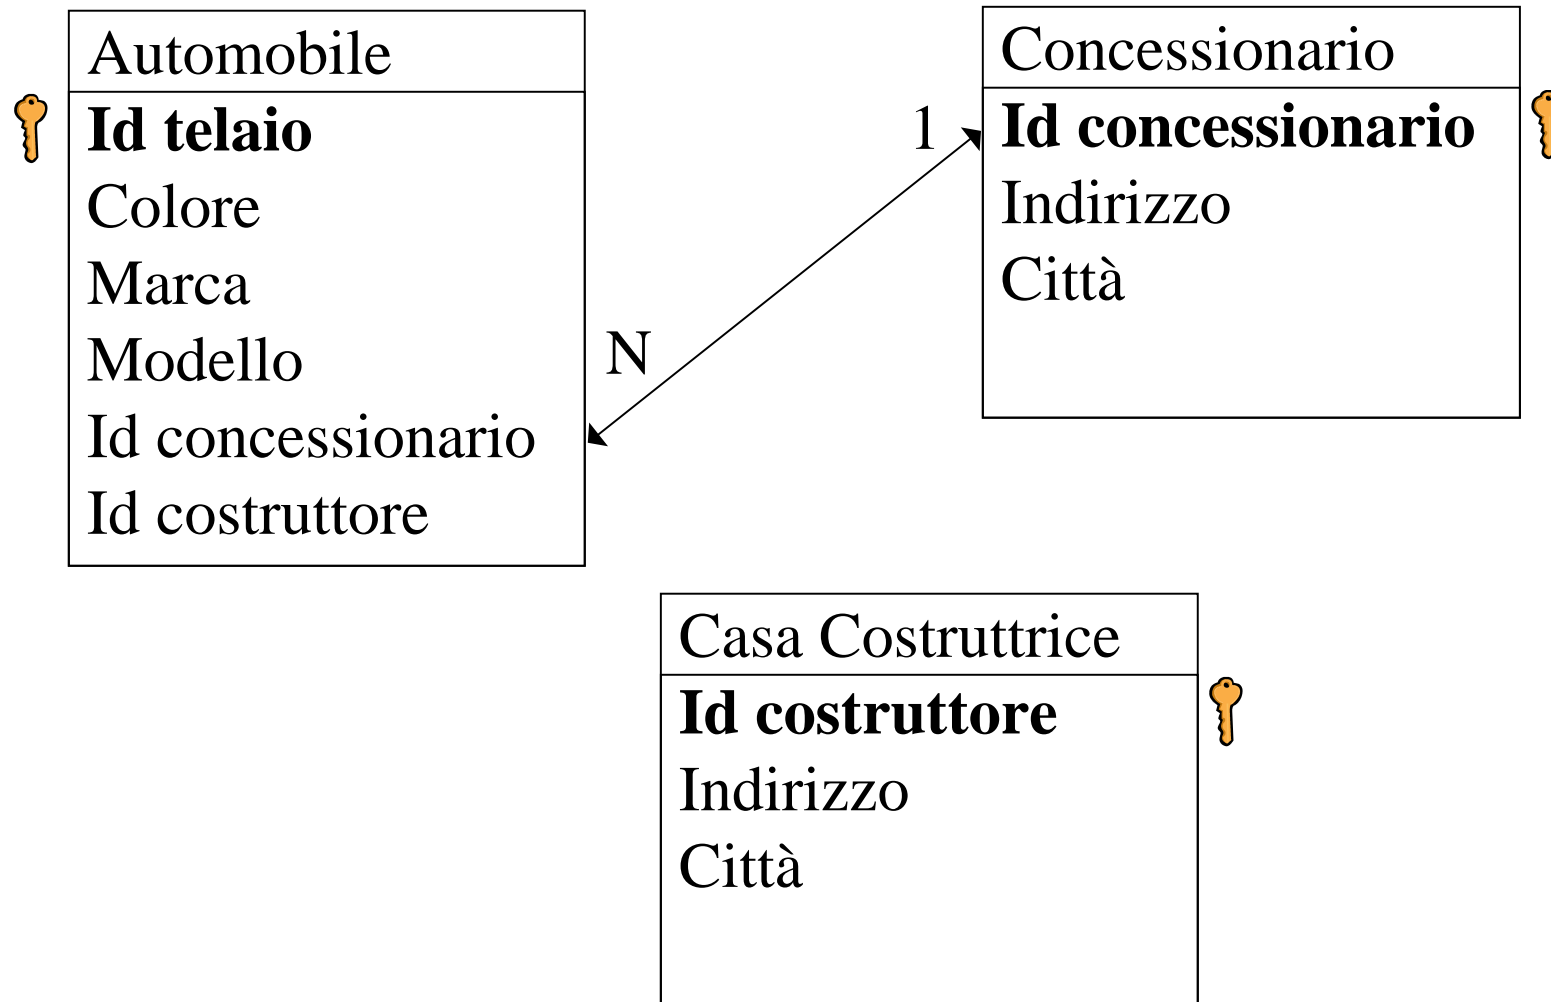 Automobile
Id telaio
Colore
Marca
Modello
Id concessionario
Id costruttore
N
1
Concessionario
Id concessionario
Indirizzo
Città
Casa Costruttrice
Id costruttore
Indirizzo
Città